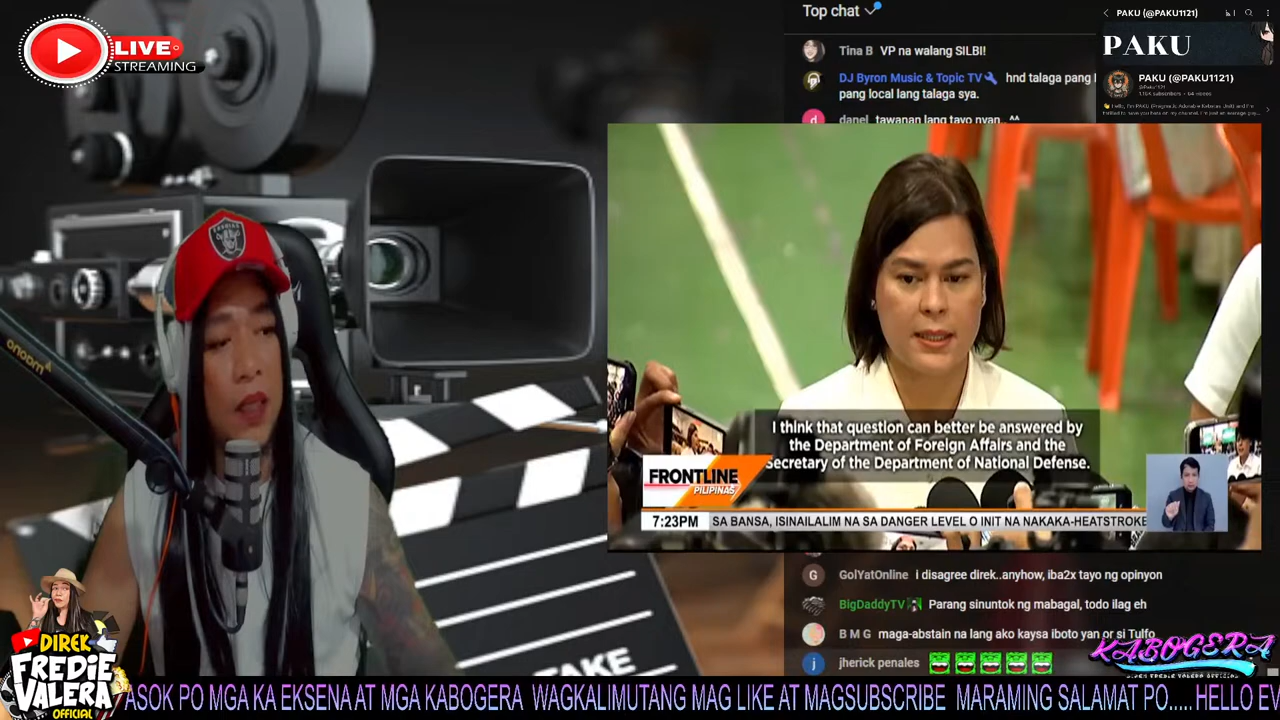 LIVE
STREAMING
maono
Top chat
Tina B VP na walang SILBI!
DJ Byron Music & Topic TV hnd talaga pang
pang local lang talaga sya.
danel tawanan lang tayo nyan.. ^^
PAKU (@PAKU1121)
PAKU
PAKU (@PAKU1121)
I think that question can better be answered by
the Department of Foreign Affairs and the
Secretary of the Department of National Defense.
FRONTLINE
PILIPINAS
7:23PM SA BANSA, ISINAILALIM NA SA DANGER LEVEL O INIT NA NAKAKA-HEATSTROKE
GolYatOnline i disagree direk..anyhow, iba2x tayo ng opinyon
BigDaddyTV Parang sinuntok ng mabagal, todo ilag eh
B M G maga-abstain na lang ako kaysa iboto yan or si Tulfo
jherick penales
TAKE
KABOGERA
DIREK FREDIE VALERA OFFICIAL
DIREK
FREDIE
VALERA
OFFICIAL
ASOK PO MGA KA EKSENA AT MGA KABOGERA WAGKALIMUTANG MAG LIKE AT MAGSUBSCRIBE MARAMING SALAMAT PO.....HELLO EV